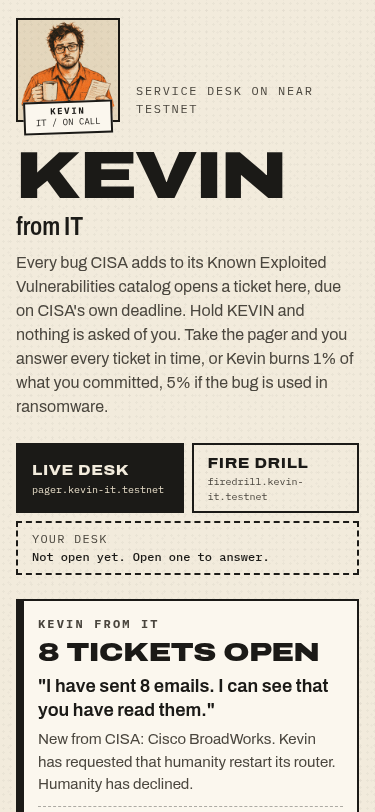 KEVIN
IT / ON CALL
SERVICE DESK ON NEAR
TESTNET
KEVIN
from IT
Every bug CISA adds to its Known Exploited
Vulnerabilities catalog opens a ticket here, due
on CISA's own deadline. Hold KEVIN and
nothing is asked of you. Take the pager and you
answer every ticket in time, or Kevin burns 1% of
what you committed, 5% if the bug is used in
ransomware.
LIVE DESK
pager.kevin-it.testnet
FIRE DRILL
firedrill.kevin-
it.testnet
YOUR DESK
Not open yet. Open one to answer.
KEVIN FROM IT
8 TICKETS OPEN
"I have sent 8 emails. I can see that
you have read them."
New from CISA: Cisco BroadWorks. Kevin
has requested that humanity restart its router.
Humanity has declined.